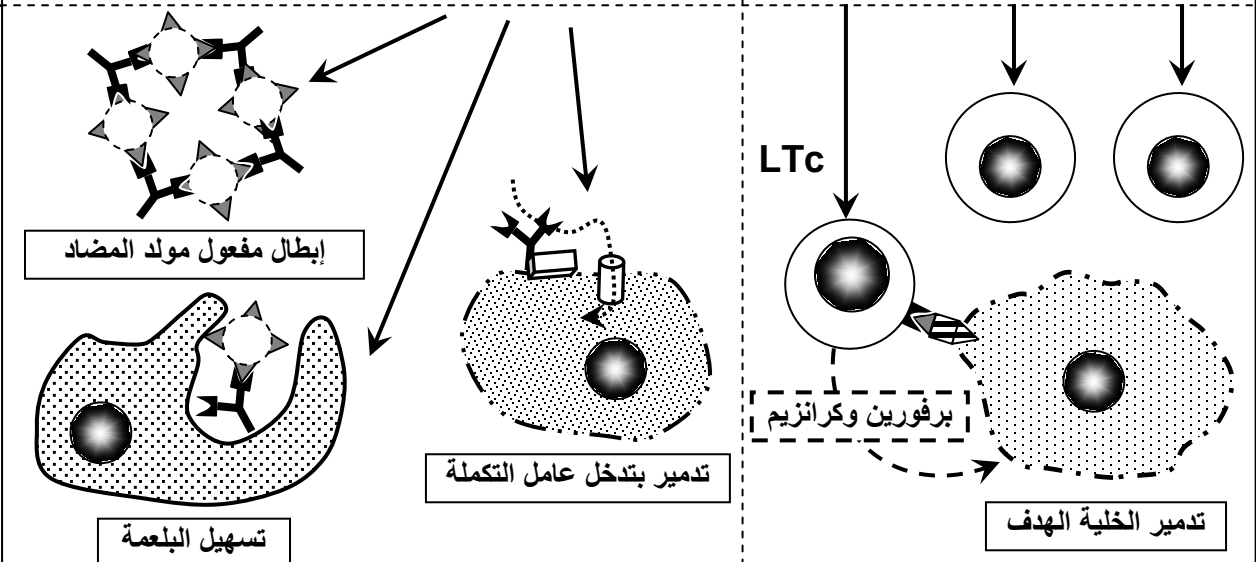 LTc
إبطال مفعول مولد المضاد
برفورين وكرانزيم
تدمير بتدخل عامل التكملة
تدمير الخلية الهدف
تسهيل البلعمة